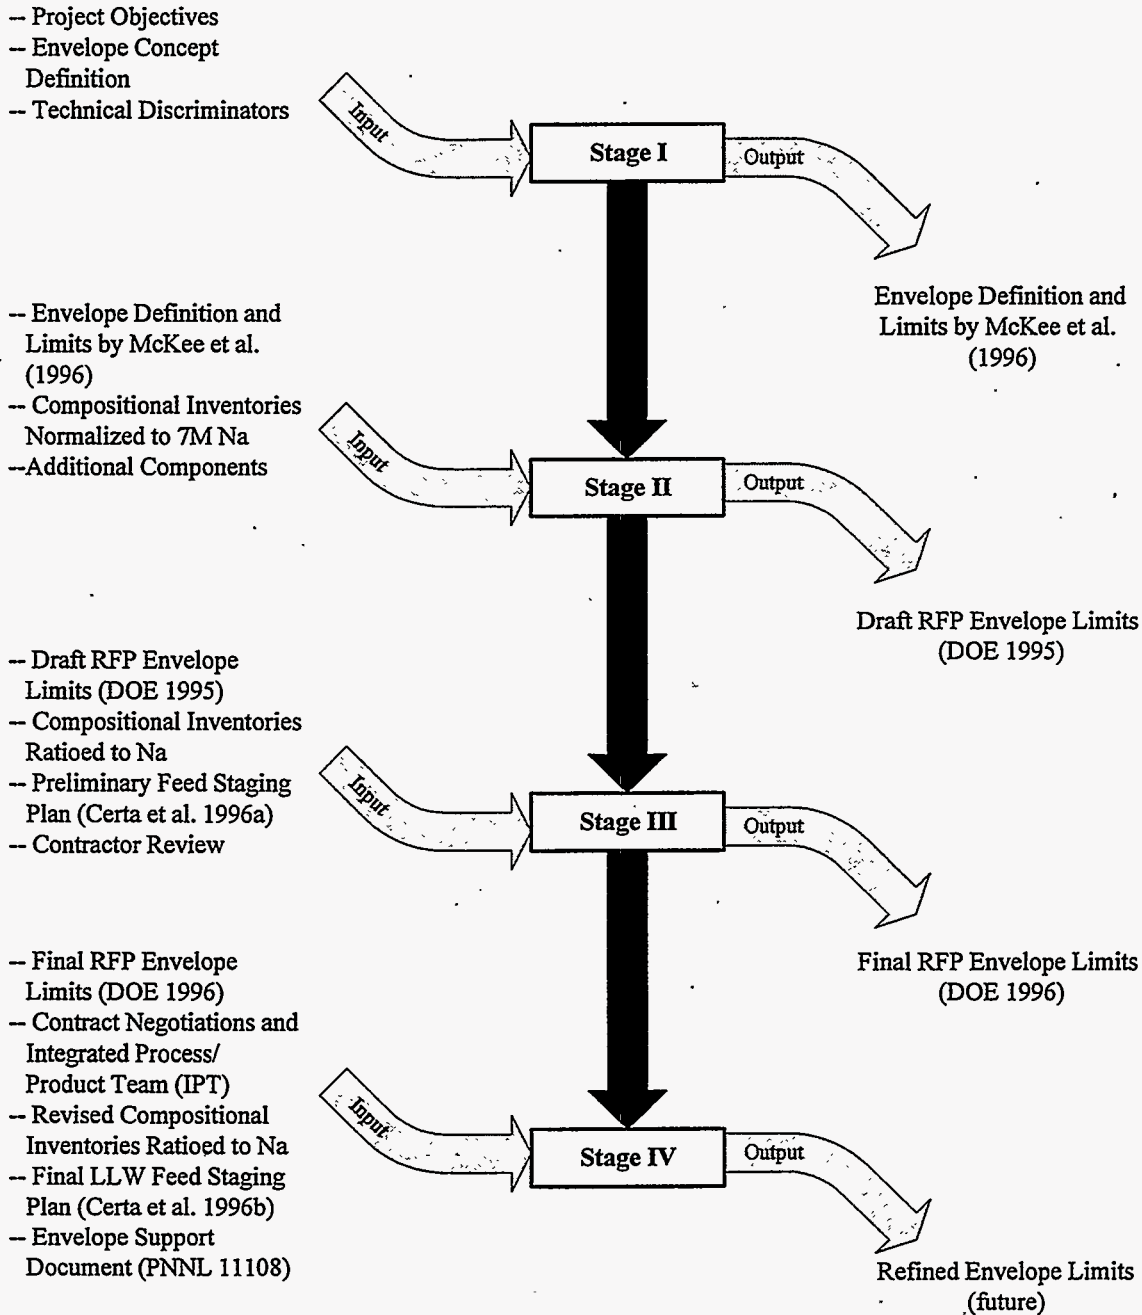 -- Project Objectives
-- Envelope Concept
Definition
-- Technical Discriminators
Input
Stage I
Output
Envelope Definition and
Limits by McKee et al.
(1996)
-- Envelope Definition and
Limits by McKee et al.
(1996)
-- Compositional Inventories
Normalized to 7M Na
--Additional Components
Input
Stage II
Output
Draft RFP Envelope Limits
(DOE 1995)
-- Draft RFP Envelope
Limits (DOE 1995)
-- Compositional Inventories
Ratioed to Na
-- Preliminary Feed Staging
Plan (Certa et al. 1996a)
-- Contractor Review
Input
Stage III
Output
Final RFP Envelope Limits
(DOE 1996)
-- Final RFP Envelope
Limits (DOE 1996)
-- Contract Negotiations and
Integrated Process/
Product Team (IPT)
-- Revised Compositional
Inventories Ratioed to Na
-- Final LLW Feed Staging
Plan (Certa et al. 1996b)
-- Envelope Support
Document (PNNL 11108)
Input
Stage IV
Output
Refined Envelope Limits
(future)